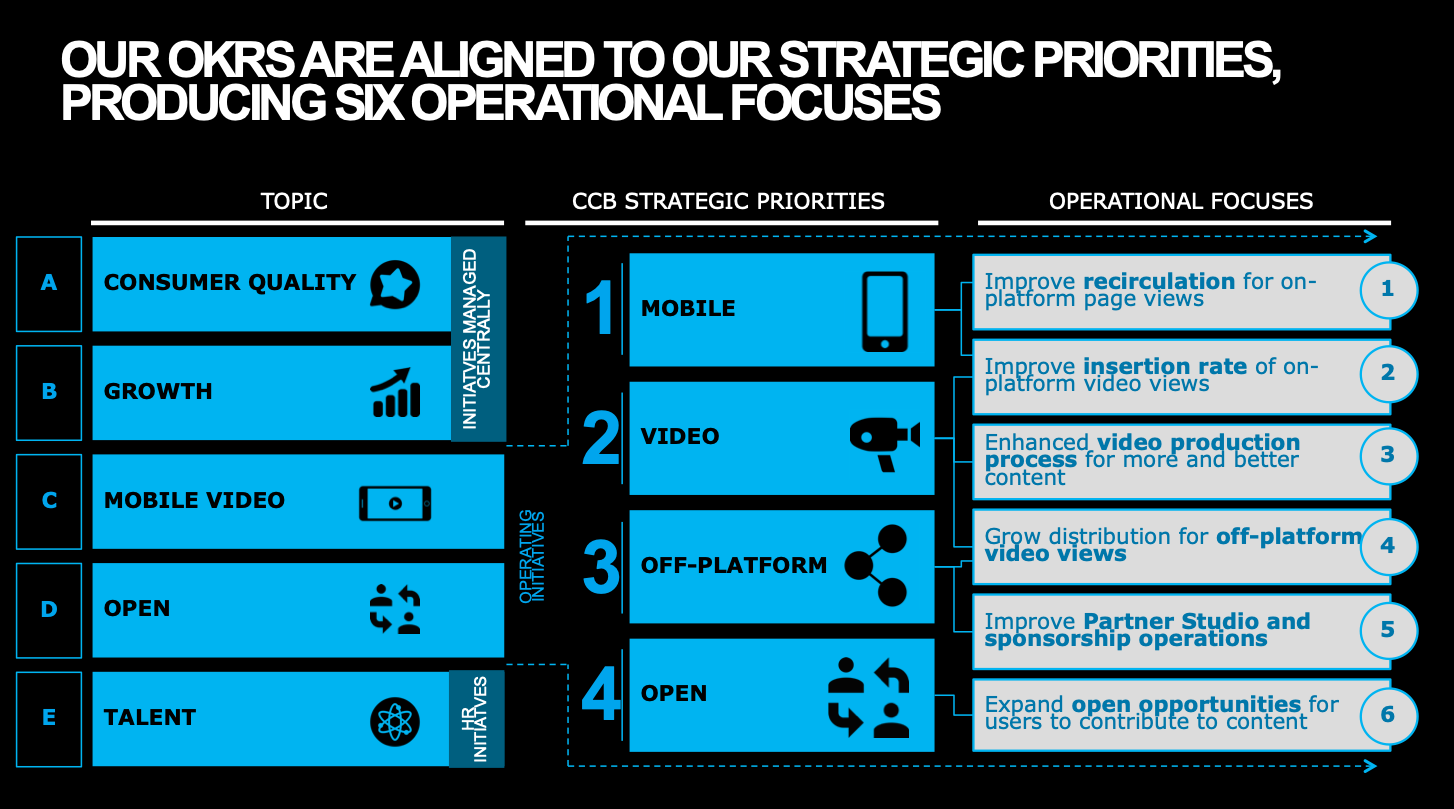 OUR OKRS ARE ALIGNED TO OUR STRATEGIC PRIORITIES,
PRODUCING SIX OPERATIONAL FOCUSES
TOPIC
CCB STRATEGIC PRIORITIES
OPERATIONAL FOCUSES
A
CONSUMER QUALITY
B
GROWTH
INITIATVES MANAGED
CENTRALLY
C
MOBILE VIDEO
D
OPEN
E
TALENT
HR
INITIATVES
OPERATING
INITIATIVES
1
MOBILE
2
VIDEO
3
OFF-PLATFORM
4
OPEN
Improve recirculation for on-
platform page views
1
Improve insertion rate of on-
platform video views
2
Enhanced video production
process for more and better
content
3
Grow distribution for off-platform
video views
4
Improve Partner Studio and
sponsorship operations
5
Expand open opportunities for
users to contribute to content
6